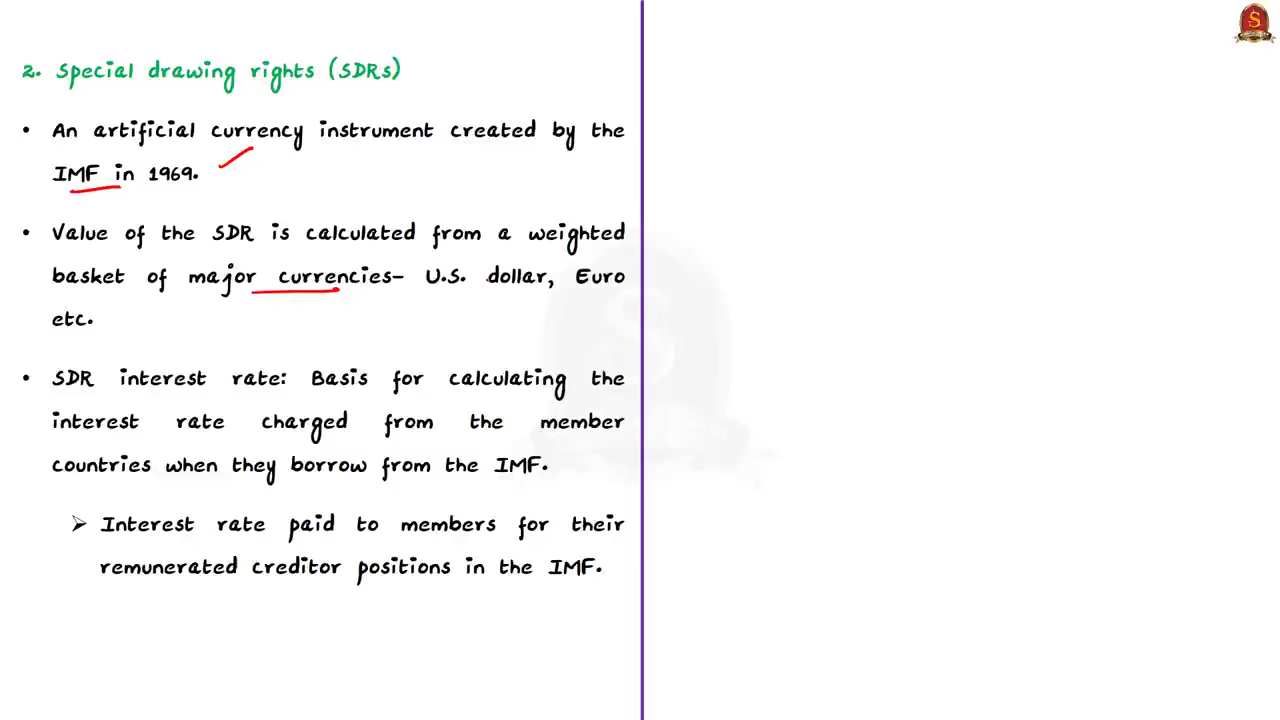 2. Special drawing rights (SDRs)
• An artificial currency instrument created by the
IMF in 1969.
• Value of the SDR is calculated from a weighted
basket of major currencies- U.S. dollar, Euro
etc.
• SDR interest rate: Basis for calculating the
interest rate charged from the member
countries when they borrow from the IMF.
➢ Interest rate paid to members for their
remunerated creditor positions in the IMF.
S